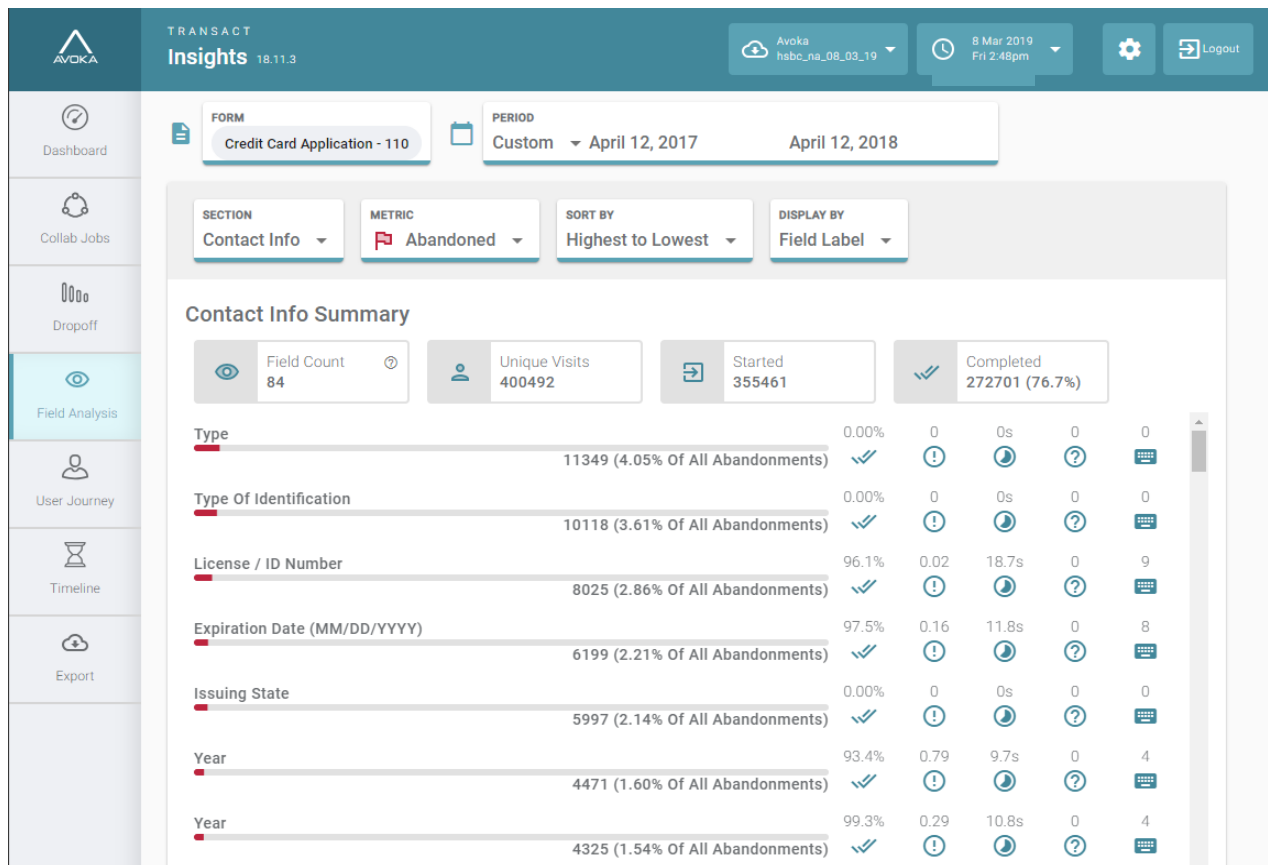 AVOKA
TRANSACT
Insights 18.11.3
Avoka
hsbc_na_08_03_19
8 Mar 2019
Fri 2:48pm
Logout
Dashboard
Collab Jobs
Dropoff
Field Analysis
User Journey
Timeline
Export
FORM
Credit Card Application - 110
PERIOD
Custom April 12, 2017 April 12, 2018
SECTION
Contact Info
METRIC
Abandoned
SORT BY
Highest to Lowest
DISPLAY BY
Field Label
Contact Info Summary
Field Count
84
Unique Visits
400492
Started
355461
Completed
272701 (76.7%)
Type 0.00% 0 0s 0 0
11349 (4.05% Of All Abandonments)
Type Of Identification 0.00% 0 0s 0 0
10118 (3.61% Of All Abandonments)
License / ID Number 96.1% 0.02 18.7s 0 9
8025 (2.86% Of All Abandonments)
Expiration Date (MM/DD/YYYY) 97.5% 0.16 11.8s 0 8
6199 (2.21% Of All Abandonments)
Issuing State 0.00% 0 0s 0 0
5997 (2.14% Of All Abandonments)
Year 93.4% 0.79 9.7s 0 4
4471 (1.60% Of All Abandonments)
Year 99.3% 0.29 10.8s 0 4
4325 (1.54% Of All Abandonments)